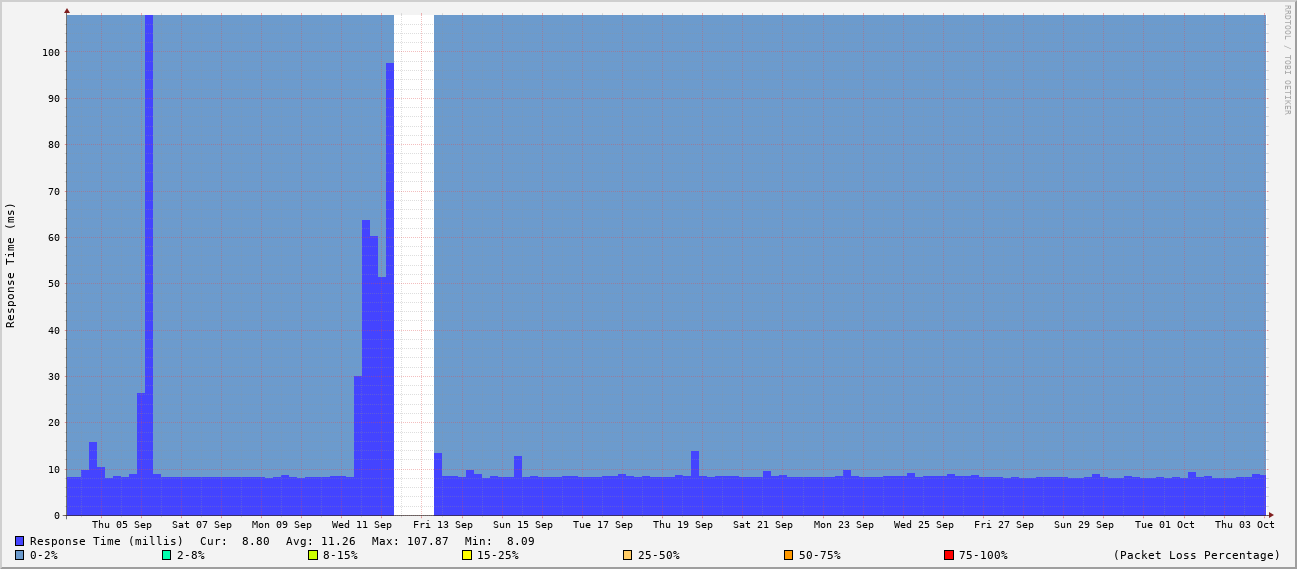 RRDTOOL / TOBI OETIKER
Response Time (ms)
100
90
80
70
60
50
40
30
20
10
0
Thu 05 Sep Sat 07 Sep Mon 09 Sep Wed 11 Sep Fri 13 Sep Sun 15 Sep Tue 17 Sep Thu 19 Sep Sat 21 Sep Mon 23 Sep Wed 25 Sep Fri 27 Sep Sun 29 Sep Tue 01 Oct Thu 03 Oct
Response Time (millis) Cur: 8.80 Avg: 11.26 Max: 107.87 Min: 8.09
0-2% 2-8% 8-15% 15-25% 25-50% 50-75% 75-100% (Packet Loss Percentage)